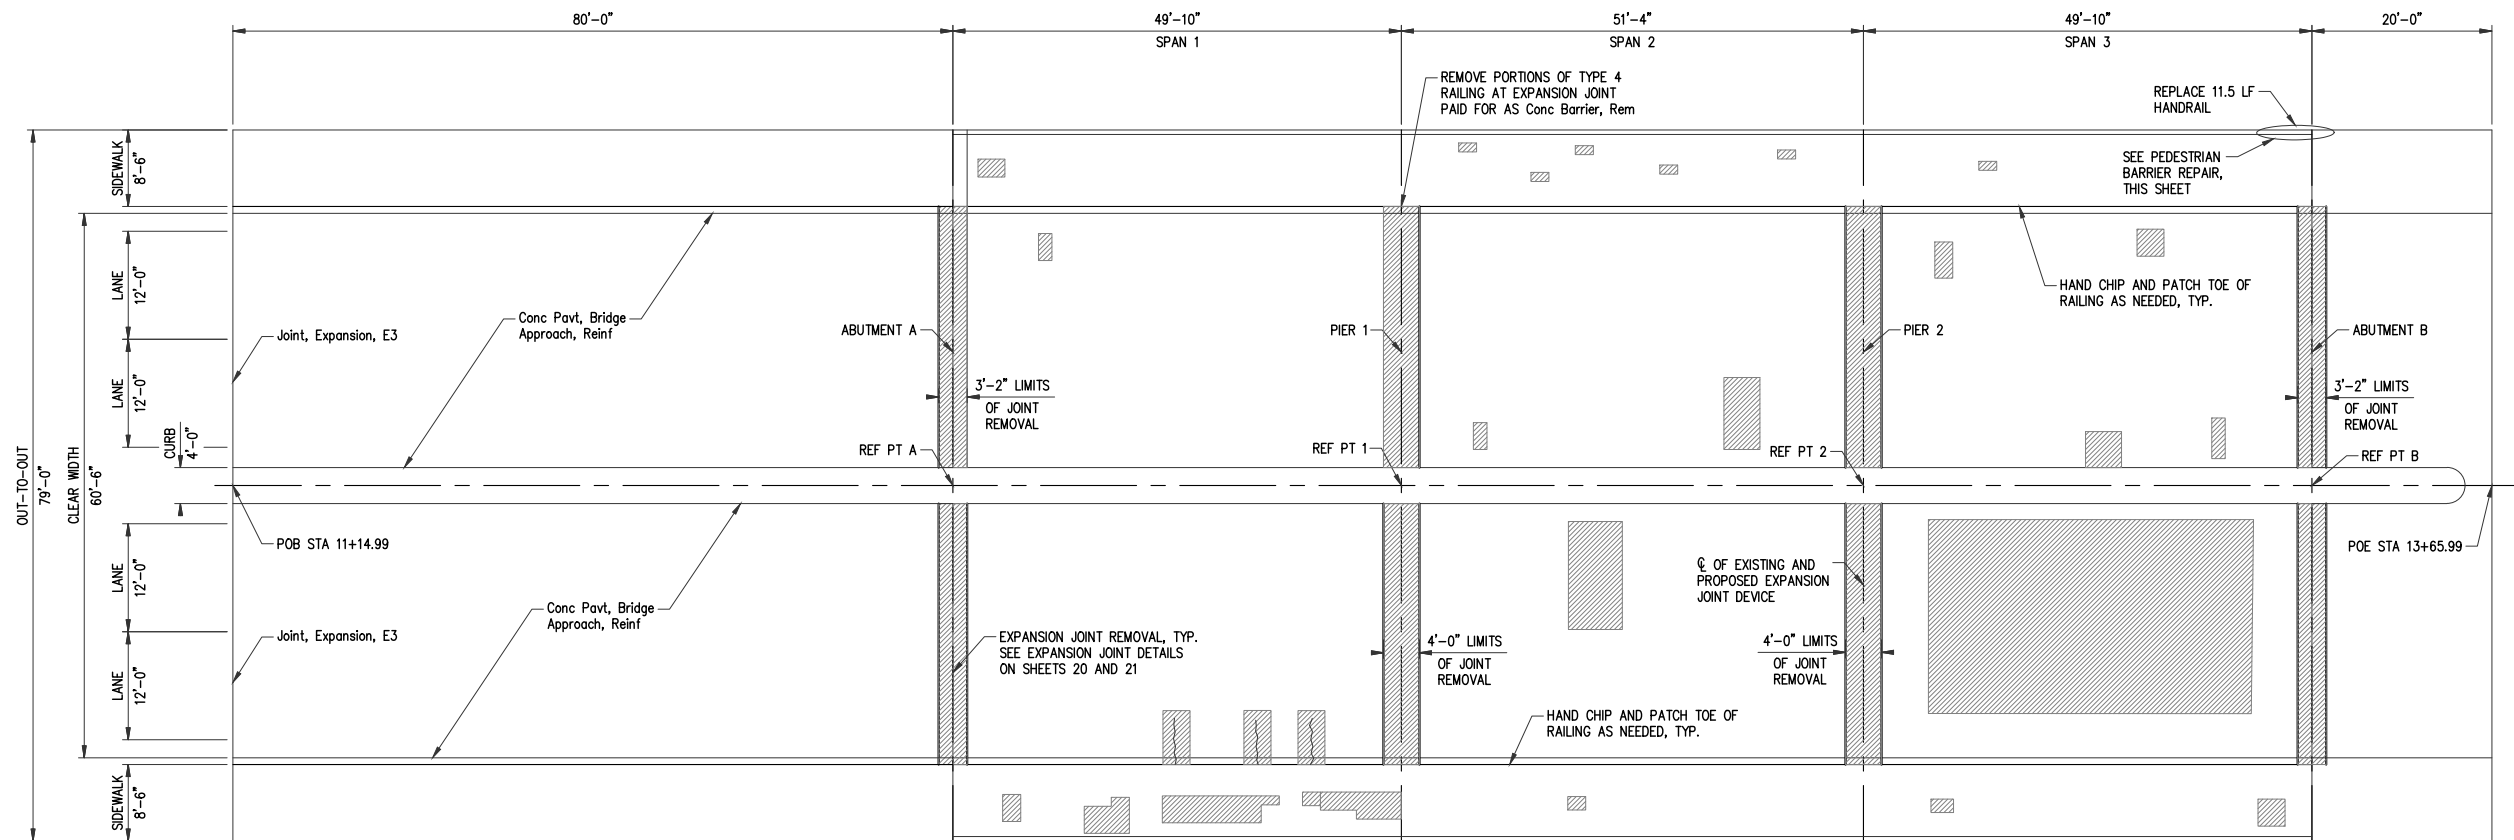 80'-0"
49'-10"
51'-4"
49'-10"
20'-0"
SPAN 1
SPAN 2
SPAN 3
REMOVE PORTIONS OF TYPE 4
RAILING AT EXPANSION JOINT
PAID FOR AS Conc Barrier, Rem
REPLACE 11.5 LF
HANDRAIL
SEE PEDESTRIAN
BARRIER REPAIR,
THIS SHEET
SIDEWALK
8'-6"
LANE
12'-0"
LANE
12'-0"
CURB
4'-0"
OUT-TO-OUT
79'-0"
CLEAR WIDTH
60'-6"
LANE
12'-0"
LANE
12'-0"
SIDEWALK
8'-6"
Joint, Expansion, E3
Conc Pavt, Bridge
Approach, Reinf
ABUTMENT A
PIER 1
PIER 2
HAND CHIP AND PATCH TOE OF
RAILING AS NEEDED, TYP.
ABUTMENT B
3'-2" LIMITS
OF JOINT
REMOVAL
3'-2" LIMITS
OF JOINT
REMOVAL
REF PT A
REF PT 1
REF PT 2
REF PT B
POB STA 11+14.99
POE STA 13+65.99
℄ OF EXISTING AND
PROPOSED EXPANSION
JOINT DEVICE
Joint, Expansion, E3
Conc Pavt, Bridge
Approach, Reinf
EXPANSION JOINT REMOVAL, TYP.
SEE EXPANSION JOINT DETAILS
ON SHEETS 20 AND 21
4'-0" LIMITS
OF JOINT
REMOVAL
4'-0" LIMITS
OF JOINT
REMOVAL
HAND CHIP AND PATCH TOE OF
RAILING AS NEEDED, TYP.